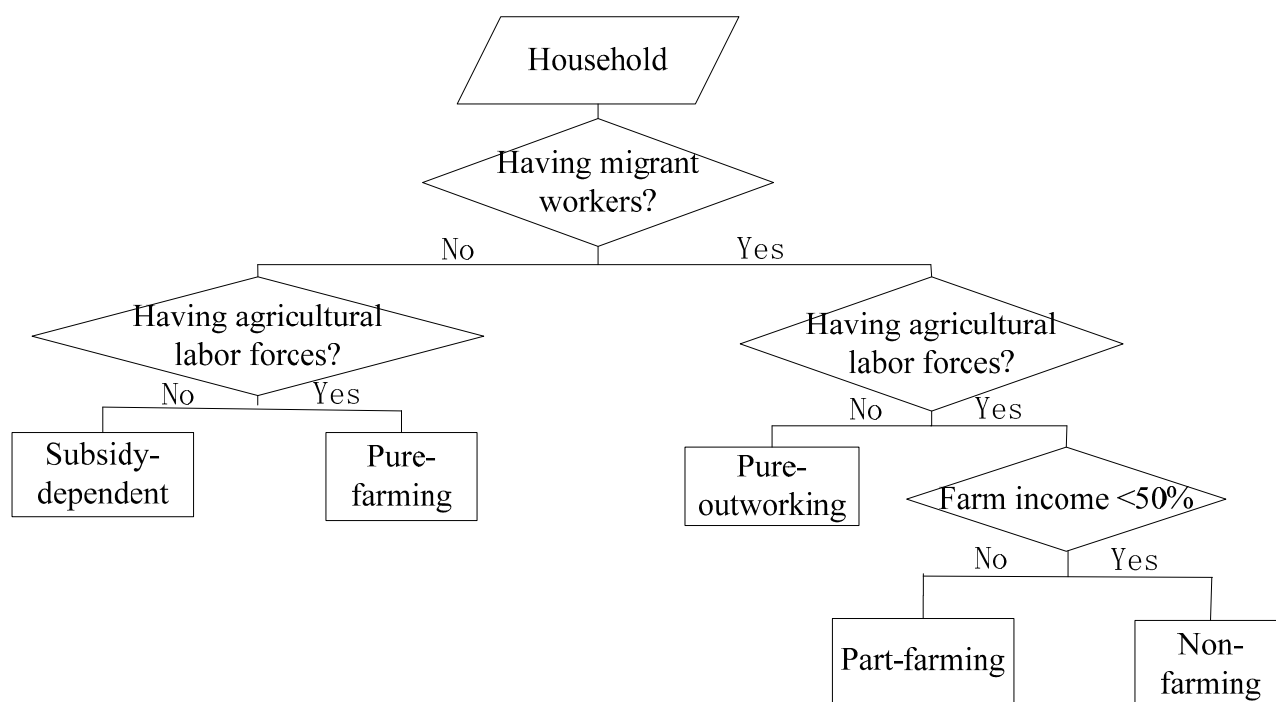 Household
Having migrant
workers?
No
Yes
Having agricultural
labor forces?
No
Yes
Subsidy-
dependent
Pure-
farming
Having agricultural
labor forces?
No
Yes
Pure-
outworking
Farm income <50%
No
Yes
Part-farming
Non-
farming